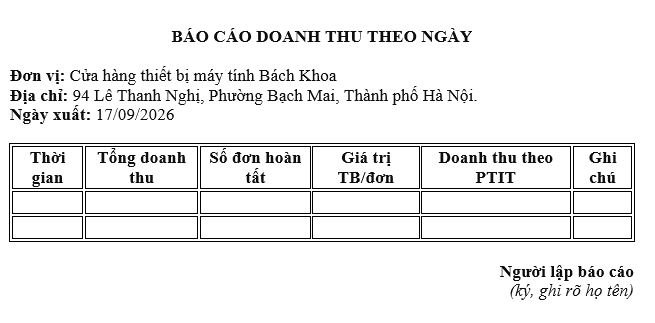 BÁO CÁO DOANH THU THEO NGÀY
Đơn vị: Cửa hàng thiết bị máy tính Bách Khoa
Địa chỉ: 94 Lê Thanh Nghị, Phường Bạch Mai, Thành phố Hà Nội.
Ngày xuất: 17/09/2026
Thời gian
Tổng doanh thu
Số đơn hoàn tất
Giá trị TB/đơn
Doanh thu theo PTIT
Ghi chú
Người lập báo cáo
(ký, ghi rõ họ tên)